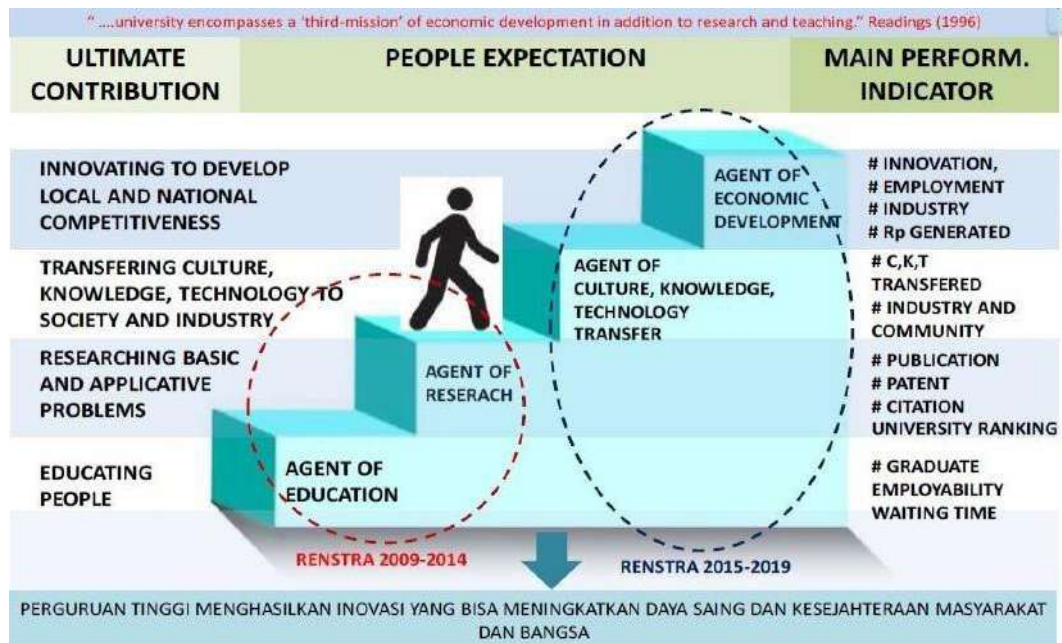 " ....university encompasses a 'third-mission' of economic development in addition to research and teaching." Readings (1996)
ULTIMATE
CONTRIBUTION
PEOPLE EXPECTATION
MAIN PERFORM.
INDICATOR
INNOVATING TO DEVELOP
LOCAL AND NATIONAL
COMPETITIVENESS
AGENT OF
ECONOMIC
DEVELOPMENT
# INNOVATION,
# EMPLOYMENT
# INDUSTRY
# Rp GENERATED
TRANSFERING CULTURE,
KNOWLEDGE, TECHNOLOGY TO
SOCIETY AND INDUSTRY
AGENT OF
CULTURE, KNOWLEDGE,
TECHNOLOGY
TRANSFER
# C,K,T
TRANSFERED
# INDUSTRY AND
COMMUNITY
RESEARCHING BASIC
AND APPLICATIVE
PROBLEMS
AGENT OF
RESERACH
# PUBLICATION
# PATENT
# CITATION
UNIVERSITY RANKING
EDUCATING
PEOPLE
AGENT OF
EDUCATION
# GRADUATE
EMPLOYABILITY
WAITING TIME
RENSTRA 2009-2014
RENSTRA 2015-2019
PERGURUAN TINGGI MENGHASILKAN INOVASI YANG BISA MENINGKATKAN DAYA SAING DAN KESEJAHTERAAN MASYARAKAT
DAN BANGSA